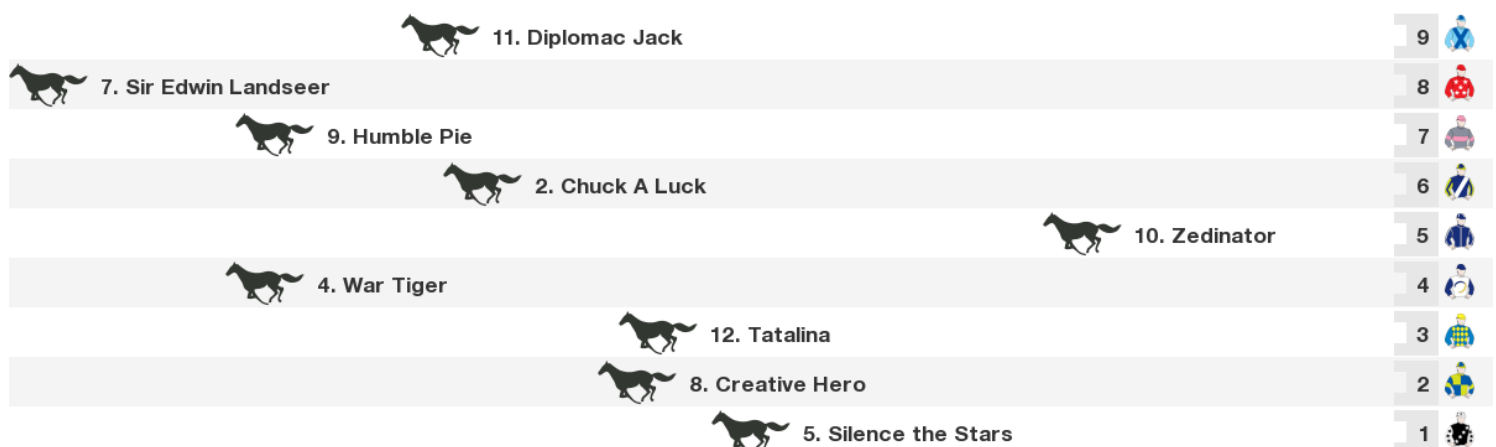 11. Diplomac Jack 9
7. Sir Edwin Landseer 8
9. Humble Pie 7
2. Chuck A Luck 6
10. Zedinator 5
4. War Tiger 4
12. Tatalina 3
8. Creative Hero 2
5. Silence the Stars 1